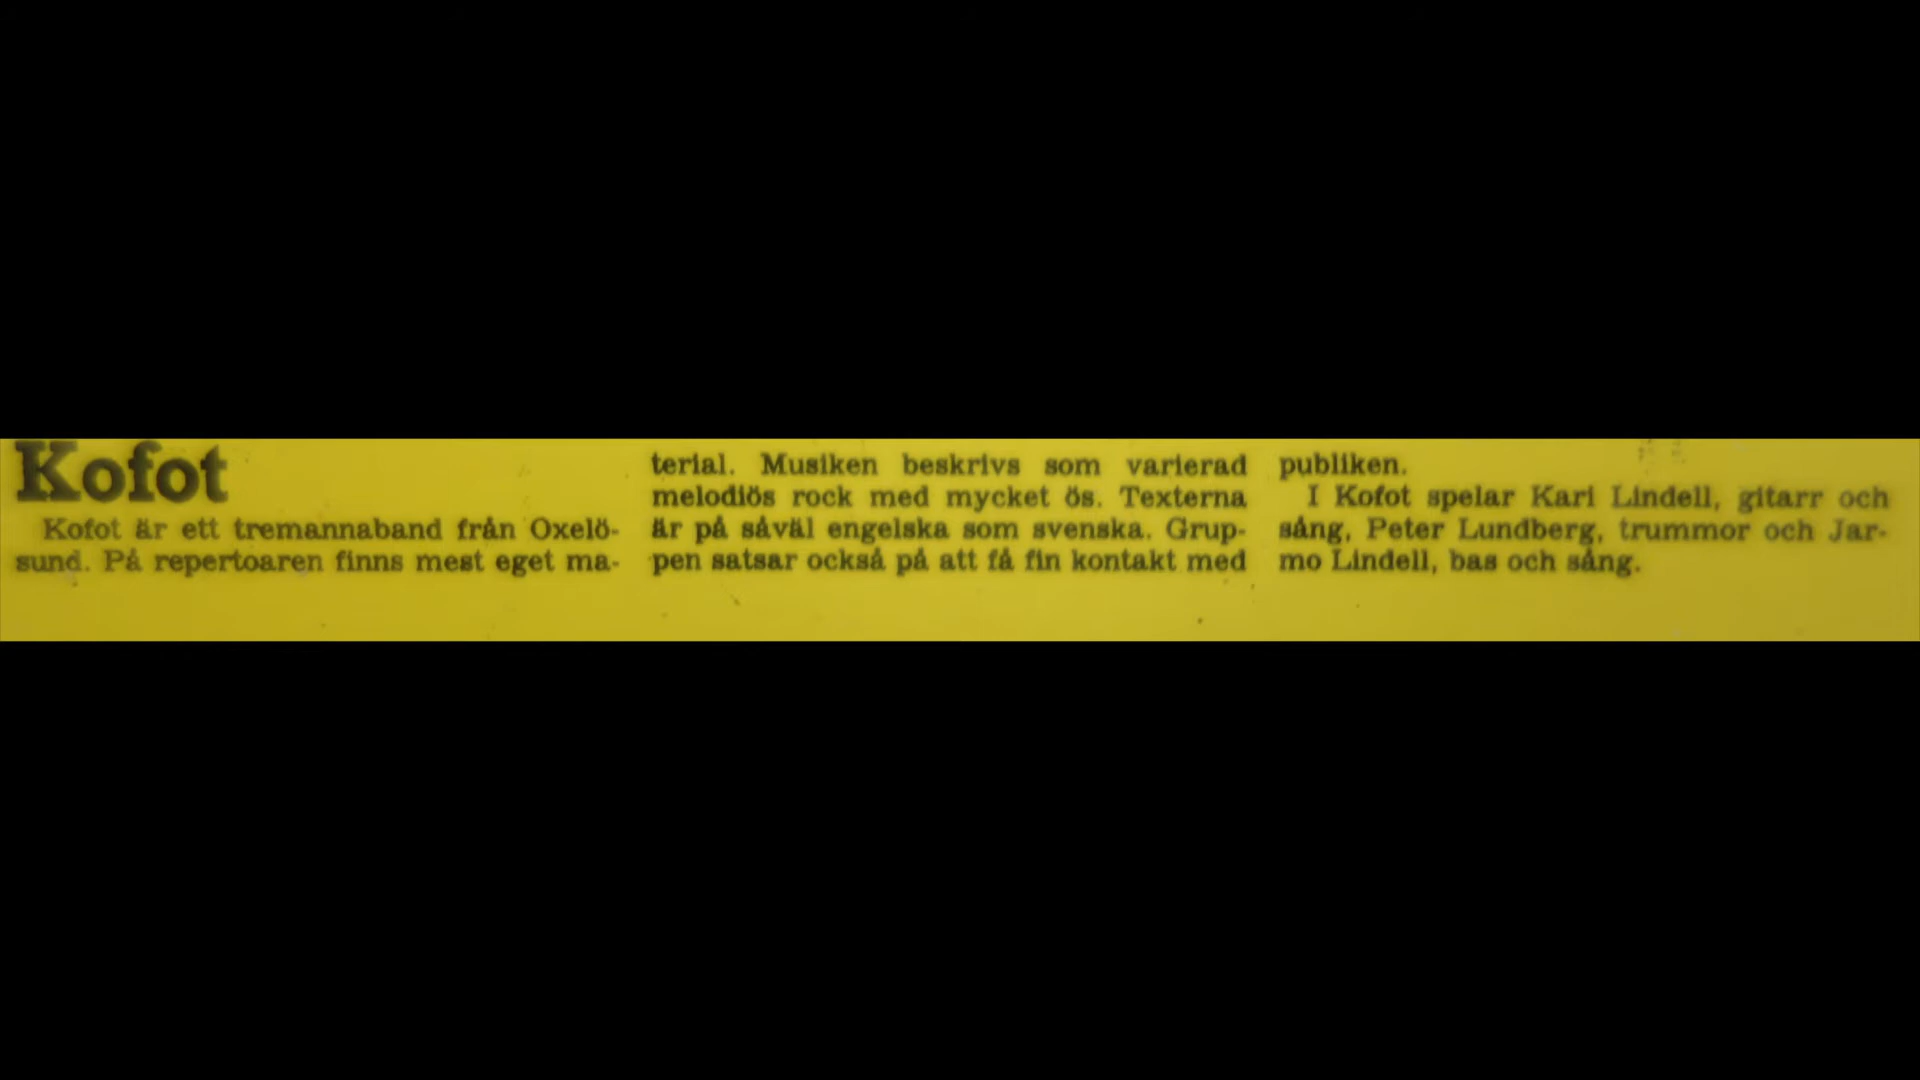 Kofot
Kofot är ett tremannaband från Oxelö-
sund. På repertoaren finns mest eget ma-
terial. Musiken beskrivs som varierad
melodiös rock med mycket ös. Texterna
är på såväl engelska som svenska. Grup-
pen satsar också på att få fin kontakt med
publiken.
I Kofot spelar Kari Lindell, gitarr och
sång, Peter Lundberg, trummor och Jar-
mo Lindell, bas och sång.